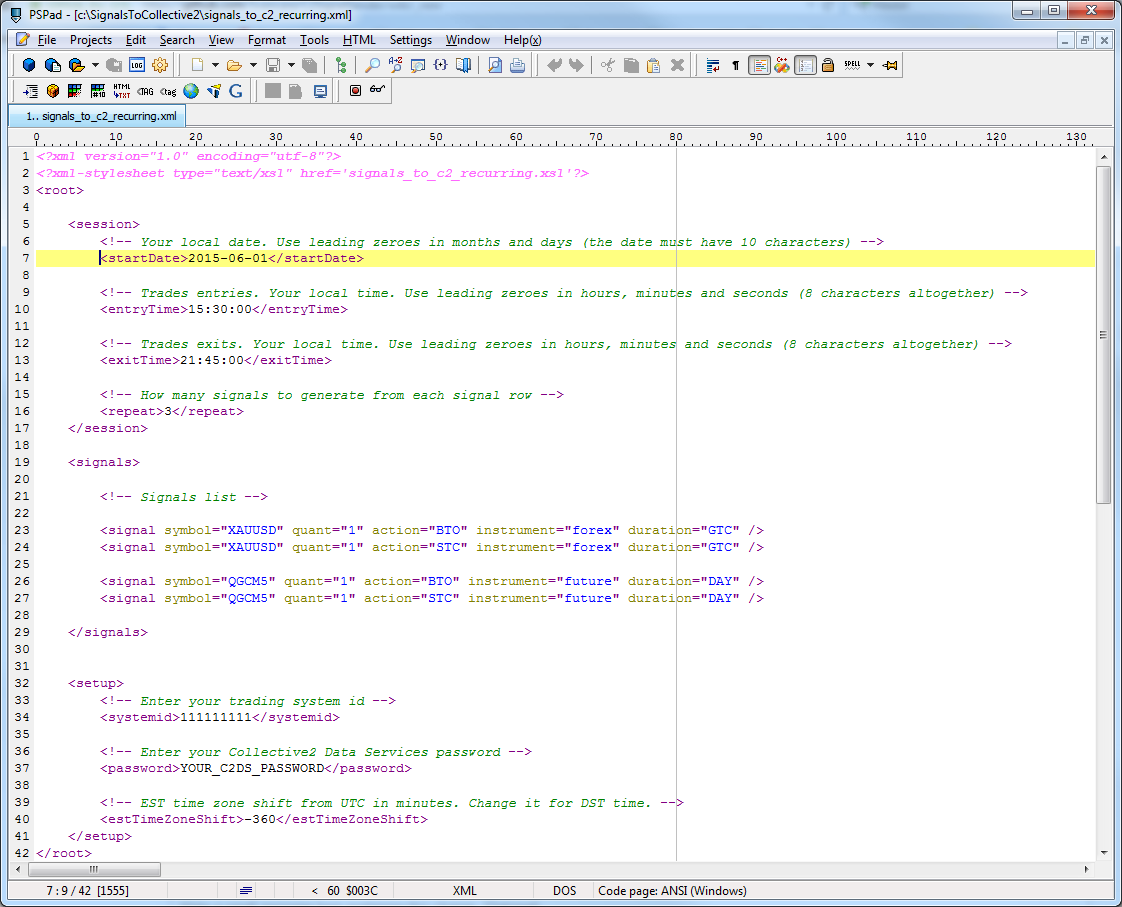 PSPad - [c:\SignalsToCollective2\signals_to_c2_recurring.xml]
File Projects Edit Search View Format Tools HTML Settings Window Help(x)
LOG A-Z SPELL
HTML TXT TAG tag G
1.. signals_to_c2_recurring.xml
0 10 20 30 40 50 60 70 80 90 100 110 120 130
1 <?xml version="1.0" encoding="utf-8"?>
2 <?xml-stylesheet type="text/xsl" href='signals_to_c2_recurring.xsl'?>
3 <root>
4
5 <session>
6 <!-- Your local date. Use leading zeroes in months and days (the date must have 10 characters) -->
7 <startDate>2015-06-01</startDate>
8
9 <!-- Trades entries. Your local time. Use leading zeroes in hours, minutes and seconds (8 characters altogether) -->
10 <entryTime>15:30:00</entryTime>
11
12 <!-- Trades exits. Your local time. Use leading zeroes in hours, minutes and seconds (8 characters altogether) -->
13 <exitTime>21:45:00</exitTime>
14
15 <!-- How many signals to generate from each signal row -->
16 <repeat>3</repeat>
17 </session>
18
19 <signals>
20
21 <!-- Signals list -->
22
23 <signal symbol="XAUUSD" quant="1" action="BTO" instrument="forex" duration="GTC" />
24 <signal symbol="XAUUSD" quant="1" action="STC" instrument="forex" duration="GTC" />
25
26 <signal symbol="QGCM5" quant="1" action="BTO" instrument="future" duration="DAY" />
27 <signal symbol="QGCM5" quant="1" action="STC" instrument="future" duration="DAY" />
28
29 </signals>
30
31
32 <setup>
33 <!-- Enter your trading system id -->
34 <systemid>111111111</systemid>
35
36 <!-- Enter your Collective2 Data Services password -->
37 <password>YOUR_C2DS_PASSWORD</password>
38
39 <!-- EST time zone shift from UTC in minutes. Change it for DST time. -->
40 <estTimeZoneShift>-360</estTimeZoneShift>
41 </setup>
42 </root>
7 : 9 / 42 [1555] < 60 $003C XML DOS Code page: ANSI (Windows)